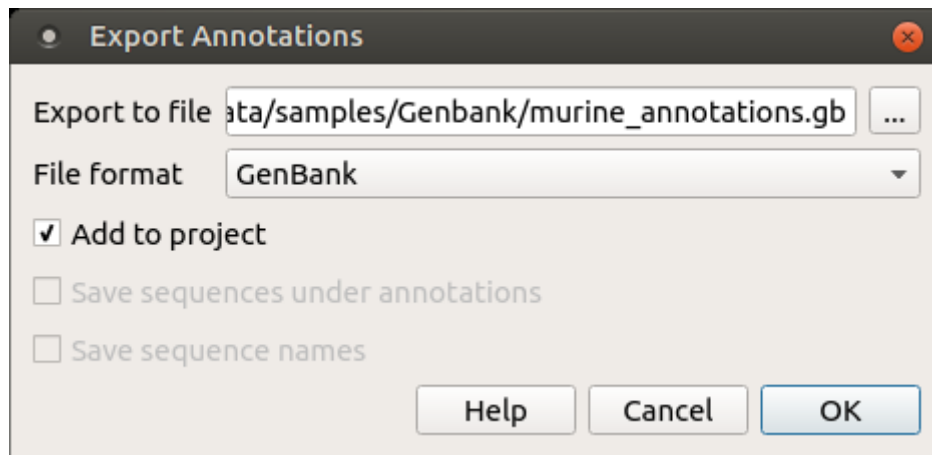 Export Annotations
Export to file ata/samples/Genbank/murine_annotations.gb ...
File format GenBank
Add to project
Save sequences under annotations
Save sequence names
Help Cancel OK